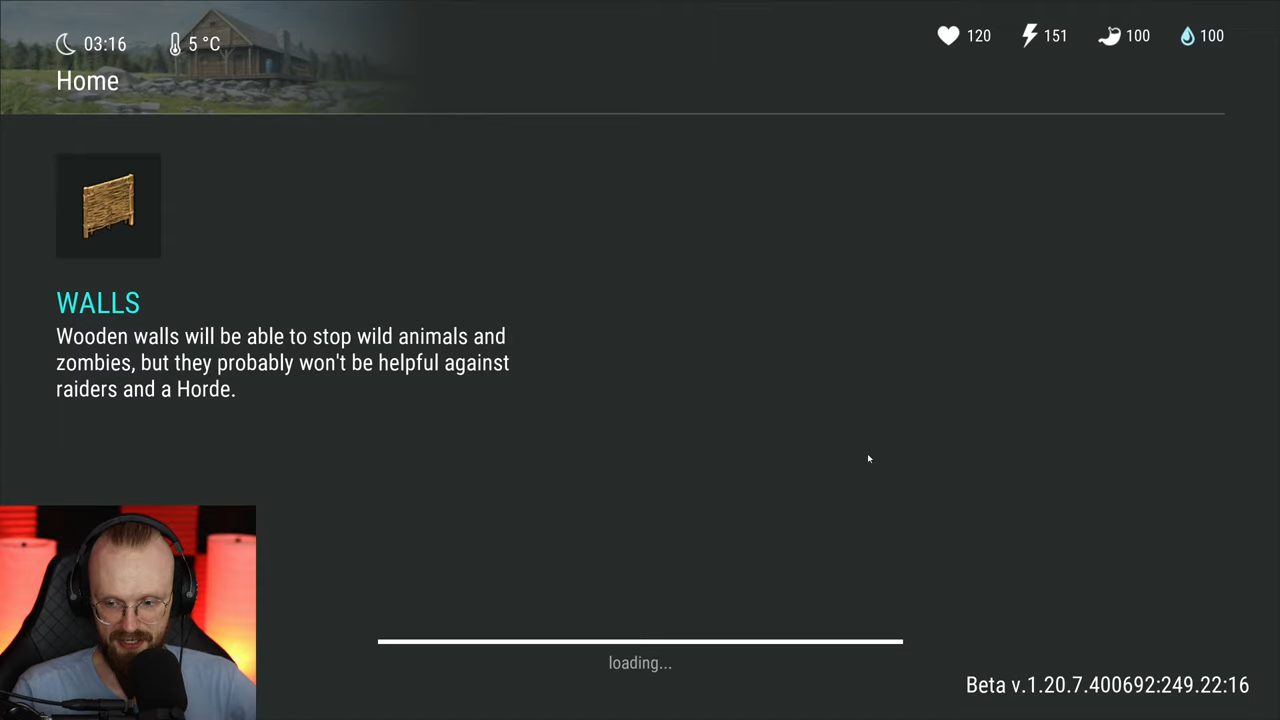 03:16 5 °C 120 151 100 100
Home
WALLS
Wooden walls will be able to stop wild animals and
zombies, but they probably won't be helpful against
raiders and a Horde.
loading...
Beta v.1.20.7.400692:249.22:16